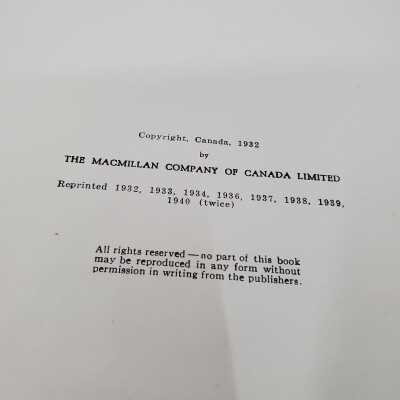 Copyright, Canada, 1932
by
THE MACMILLAN COMPANY OF CANADA LIMITED
Reprinted 1932, 1933, 1934, 1936, 1937, 1938, 1939,
1940 (twice)
All rights reserved — no part of this book
may be reproduced in any form without
permission in writing from the publishers.